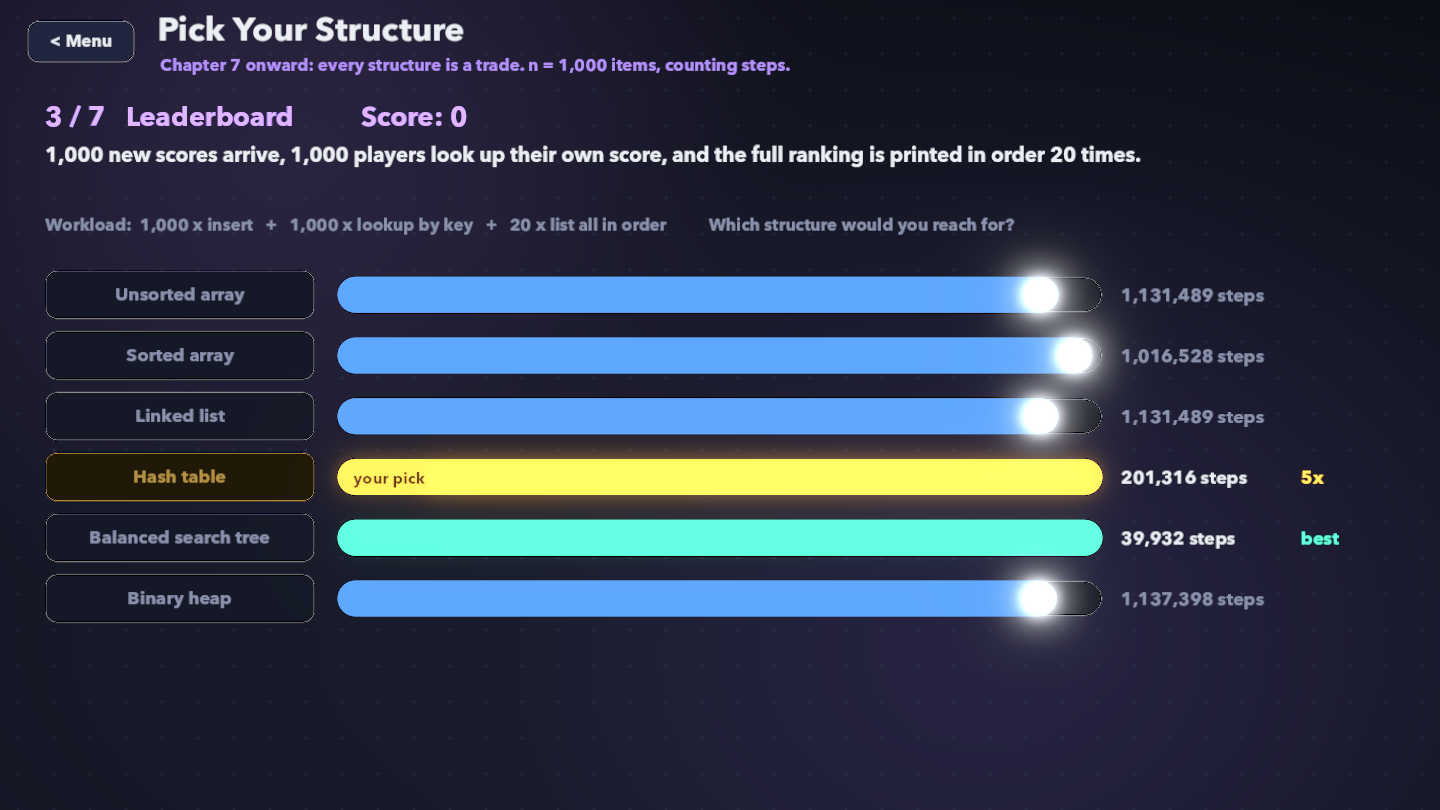 < Menu
Pick Your Structure
Chapter 7 onward: every structure is a trade. n = 1,000 items, counting steps.
3 / 7 Leaderboard Score: 0
1,000 new scores arrive, 1,000 players look up their own score, and the full ranking is printed in order 20 times.
Workload: 1,000 x insert + 1,000 x lookup by key + 20 x list all in order Which structure would you reach for?
Unsorted array 1,131,489 steps
Sorted array 1,016,528 steps
Linked list 1,131,489 steps
Hash table your pick 201,316 steps 5x
Balanced search tree 39,932 steps best
Binary heap 1,137,398 steps